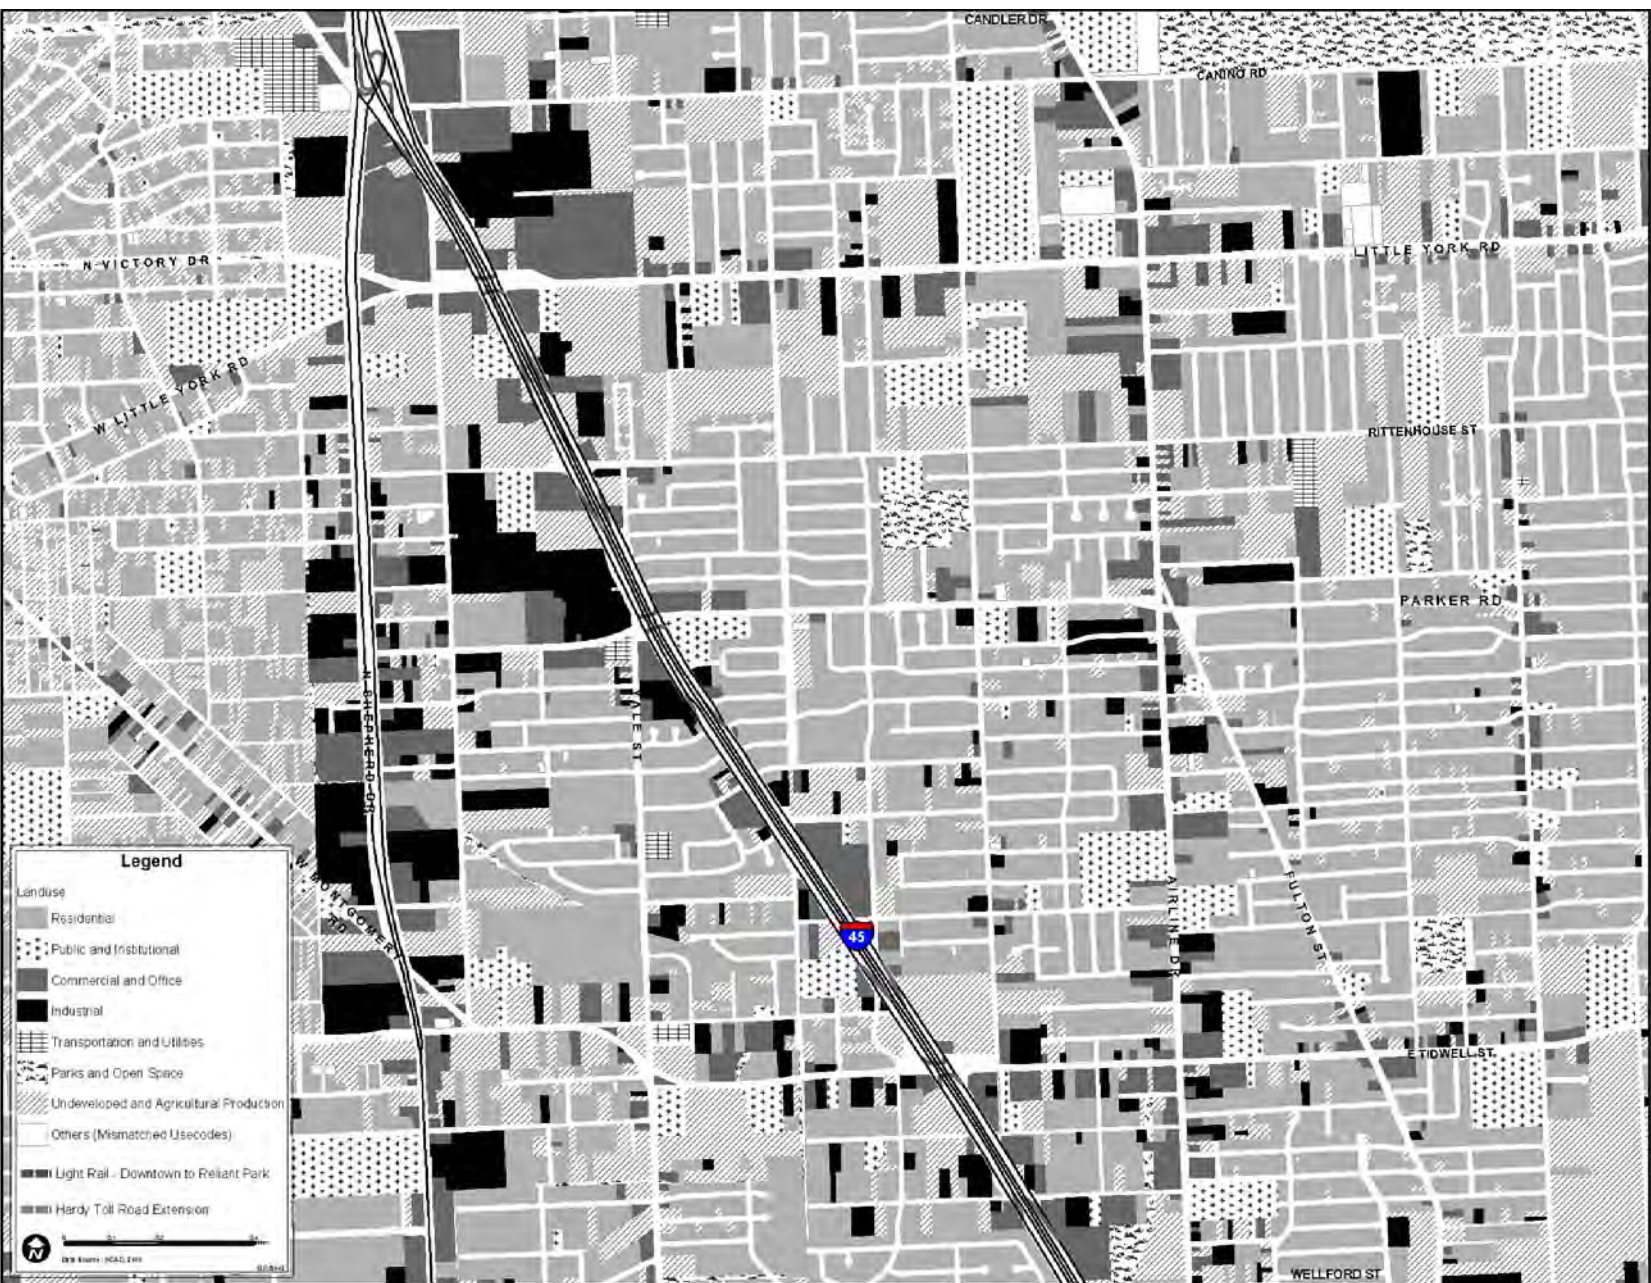 CANDLER DR
CANINO RD
LITTLE YORK RD
N VICTORY DR
W LITTLE YORK RD
RITTENHOUSE ST
PARKER RD
N SHEPHERD DR
YALE ST
W MONTGOMERY RD
45
AIRLINE DR
FULTON ST
E TIDWELL ST
WELLFORD ST
Legend
Landuse
Residential
Public and Institutional
Commercial and Office
Industrial
Transportation and Utilities
Parks and Open Space
Undeveloped and Agricultural Production
Others (Mismatched Usecodes)
Light Rail - Downtown to Reliant Park
Hardy Toll Road Extension
N